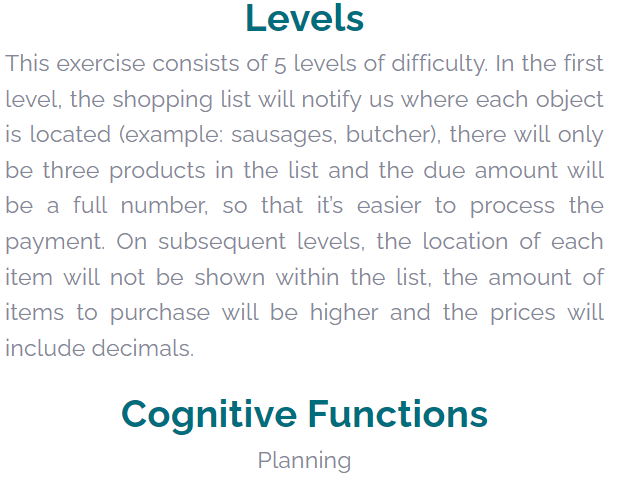 Levels
This exercise consists of 5 levels of difficulty. In the first
level, the shopping list will notify us where each object
is located (example: sausages, butcher), there will only
be three products in the list and the due amount will
be a full number, so that it's easier to process the
payment. On subsequent levels, the location of each
item will not be shown within the list, the amount of
items to purchase will be higher and the prices will
include decimals.
Cognitive Functions
Planning